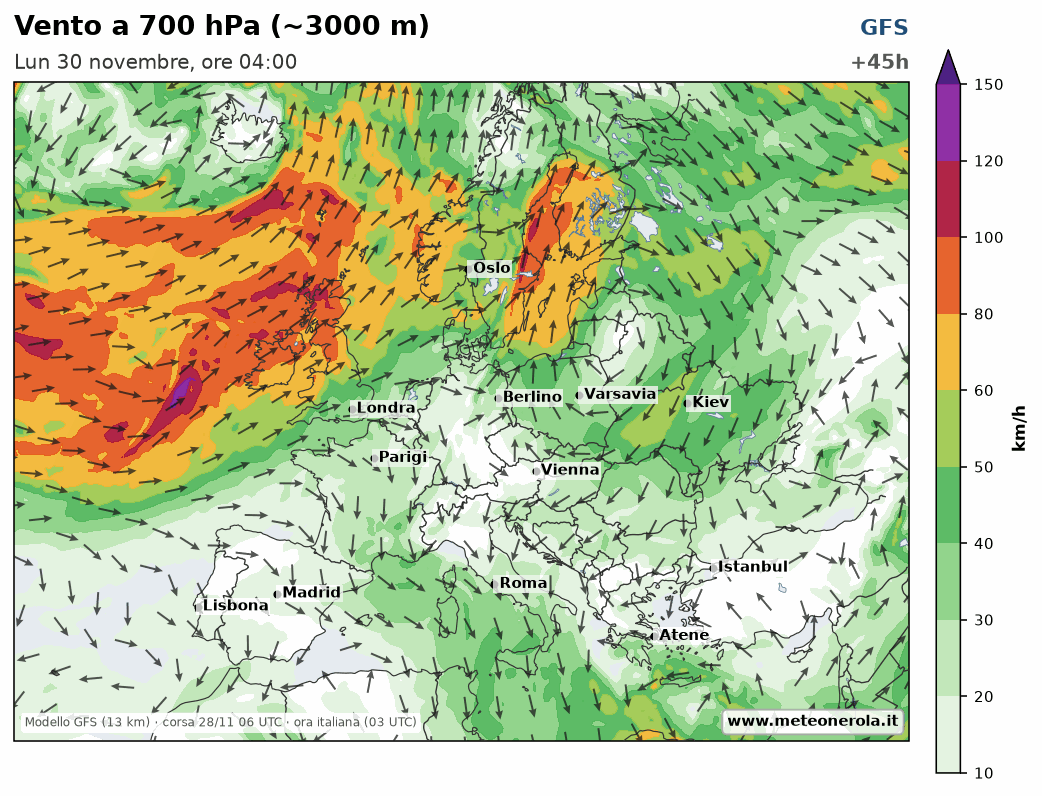 Vento a 700 hPa (~3000 m)
GFS
Lun 30 novembre, ore 04:00
+45h
150
120
100
80
60
50
40
30
20
10
km/h
Oslo
Berlino
Varsavia
Kiev
Londra
Parigi
Vienna
Istanbul
Roma
Madrid
Lisbona
Atene
Modello GFS (13 km) · corsa 28/11 06 UTC · ora italiana (03 UTC)
www.meteonerola.it